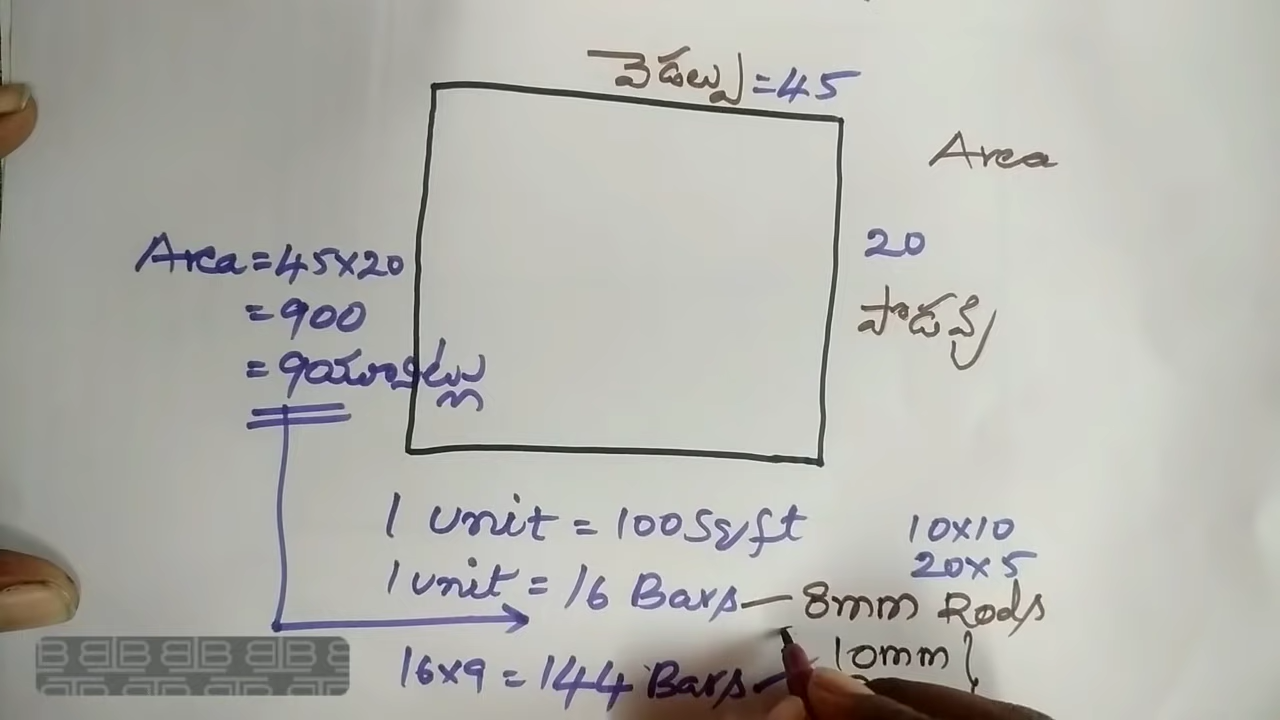 వెడల్పు = 45
Area
20
పొడవు
Area = 45x20
= 900
= 9 యూనిట్లు
1 unit = 100 Sqft
10x10
20x5
1 unit = 16 Bars — 8mm Rods
16x9 = 144 Bars — 10mm }